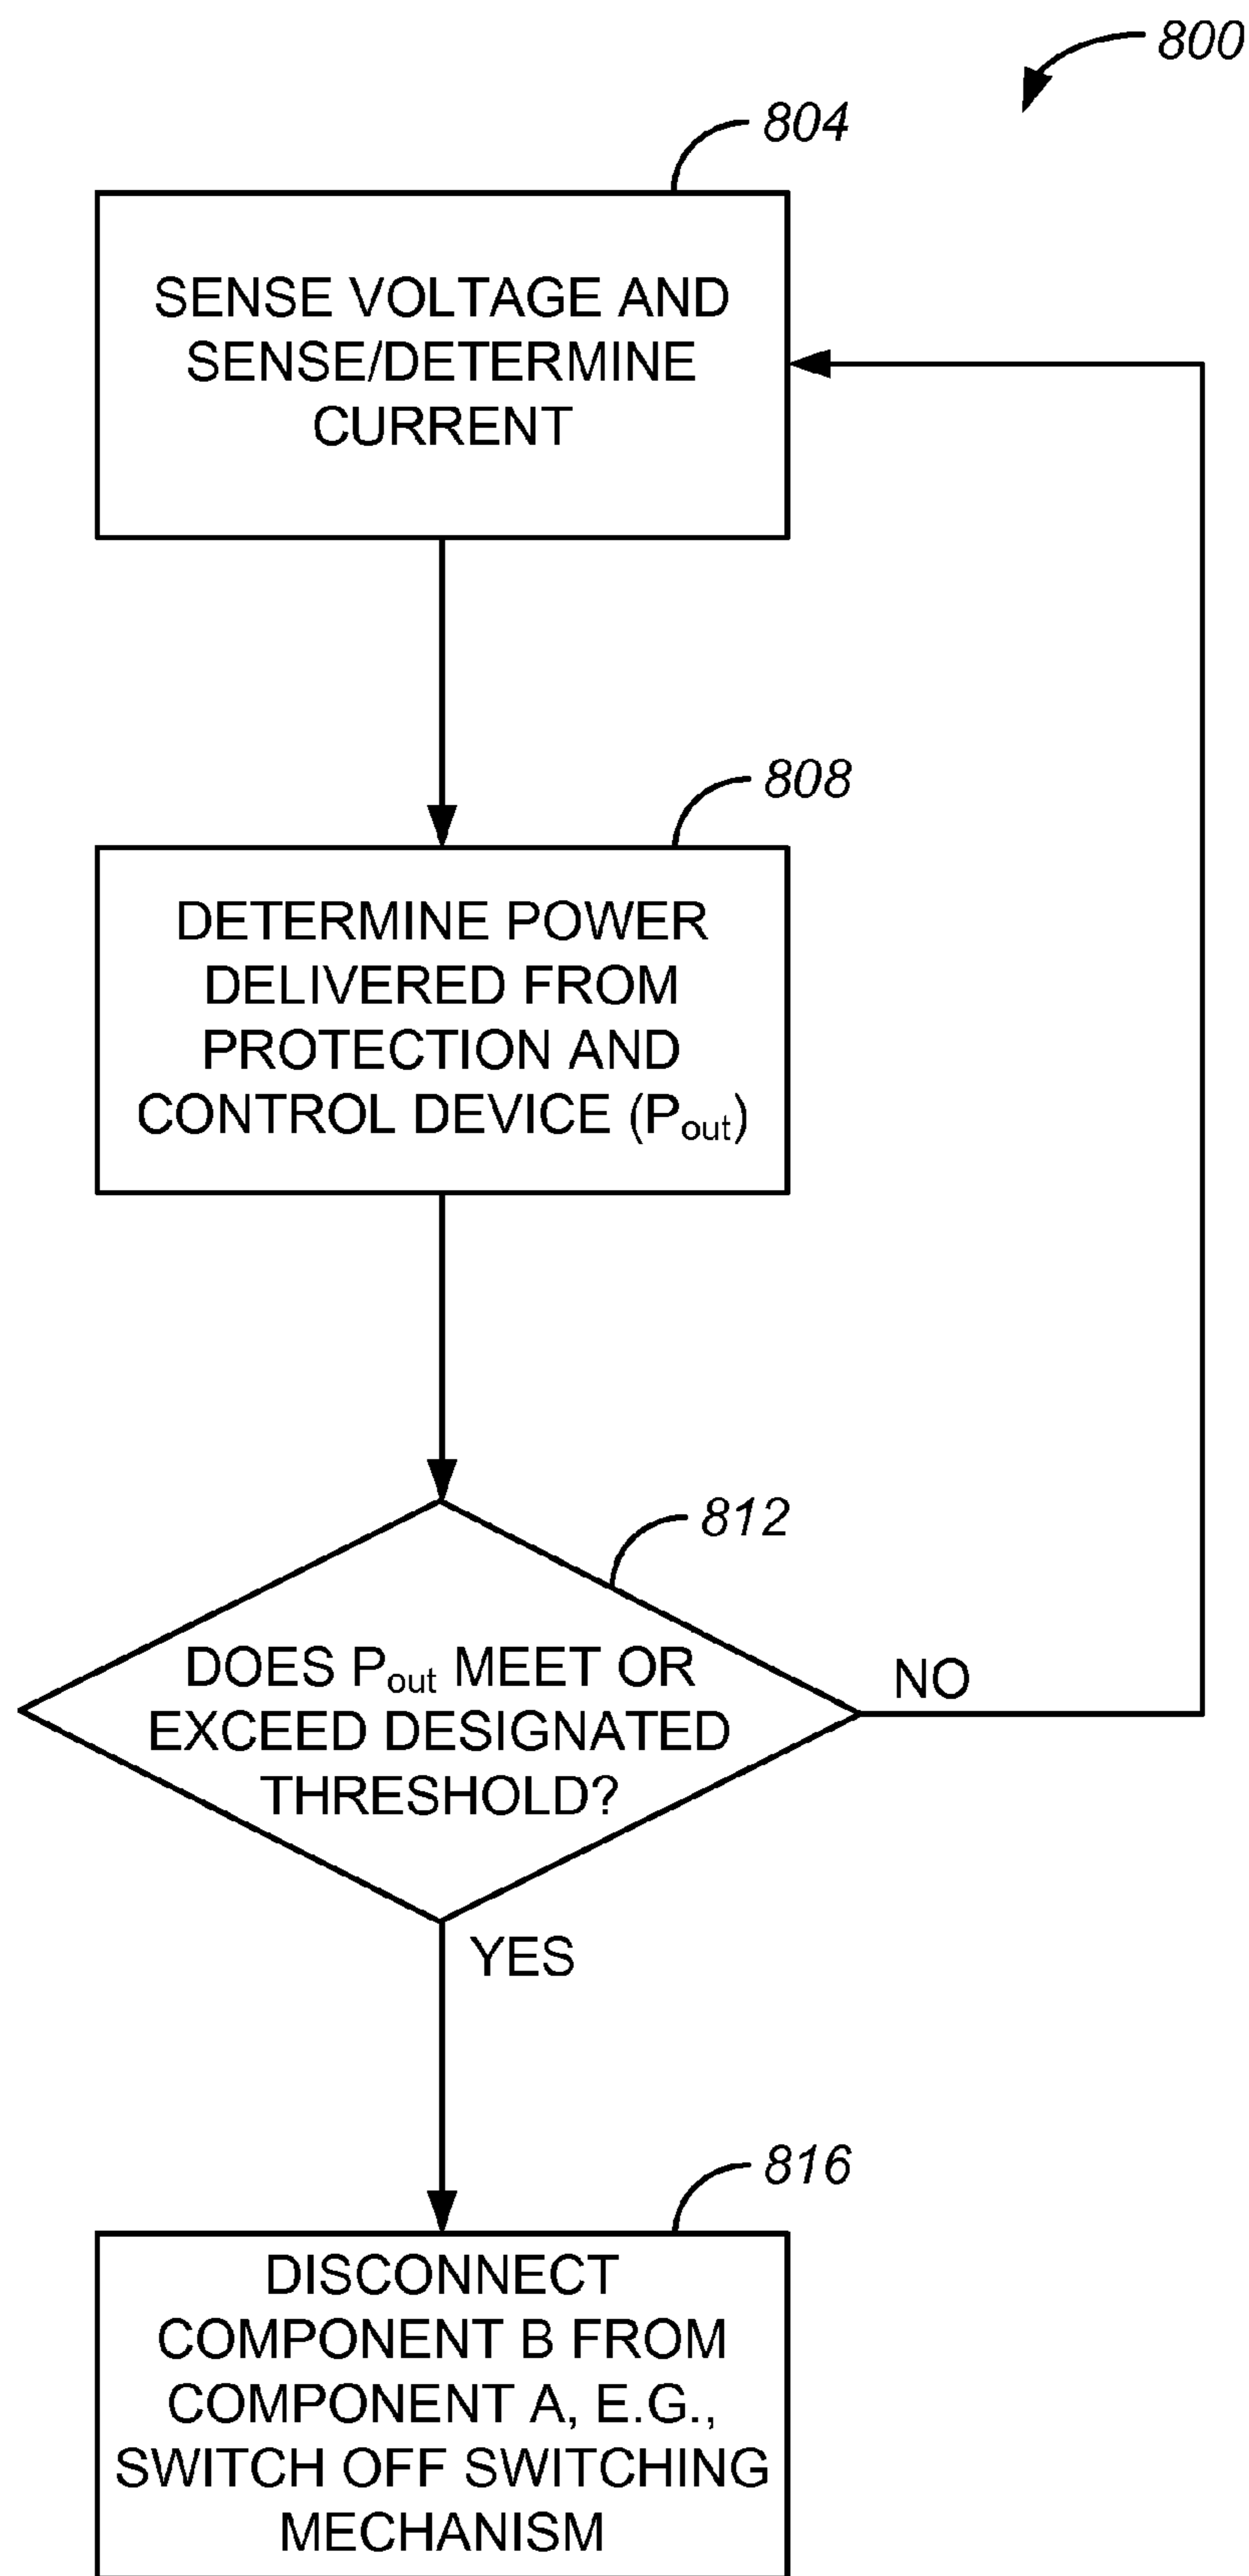 800
804
SENSE VOLTAGE AND
SENSE/DETERMINE
CURRENT
808
DETERMINE POWER
DELIVERED FROM
PROTECTION AND
CONTROL DEVICE (Pout)
812
DOES Pout MEET OR
EXCEED DESIGNATED
THRESHOLD?
NO
YES
816
DISCONNECT
COMPONENT B FROM
COMPONENT A, E.G.,
SWITCH OFF SWITCHING
MECHANISM